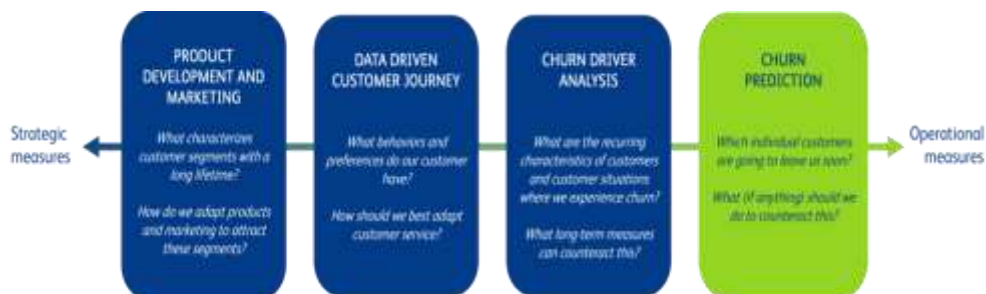 Strategic
measures
PRODUCT
DEVELOPMENT AND
MARKETING
What characterizes
customer segments with a
long lifetime?
How do we adapt products
and marketing to attract
these segments?
DATA DRIVEN
CUSTOMER JOURNEY
What behaviors and
preferences do our customer
have?
How should we best adapt
customer service?
CHURN DRIVER
ANALYSIS
What are the recurring
characteristics of customers
and customer situations
where we experience churn?
What long-term measures
can counteract this?
CHURN
PREDICTION
Which individual customers
are going to leave us soon?
What (if anything) should we
do to counteract this?
Operational
measures